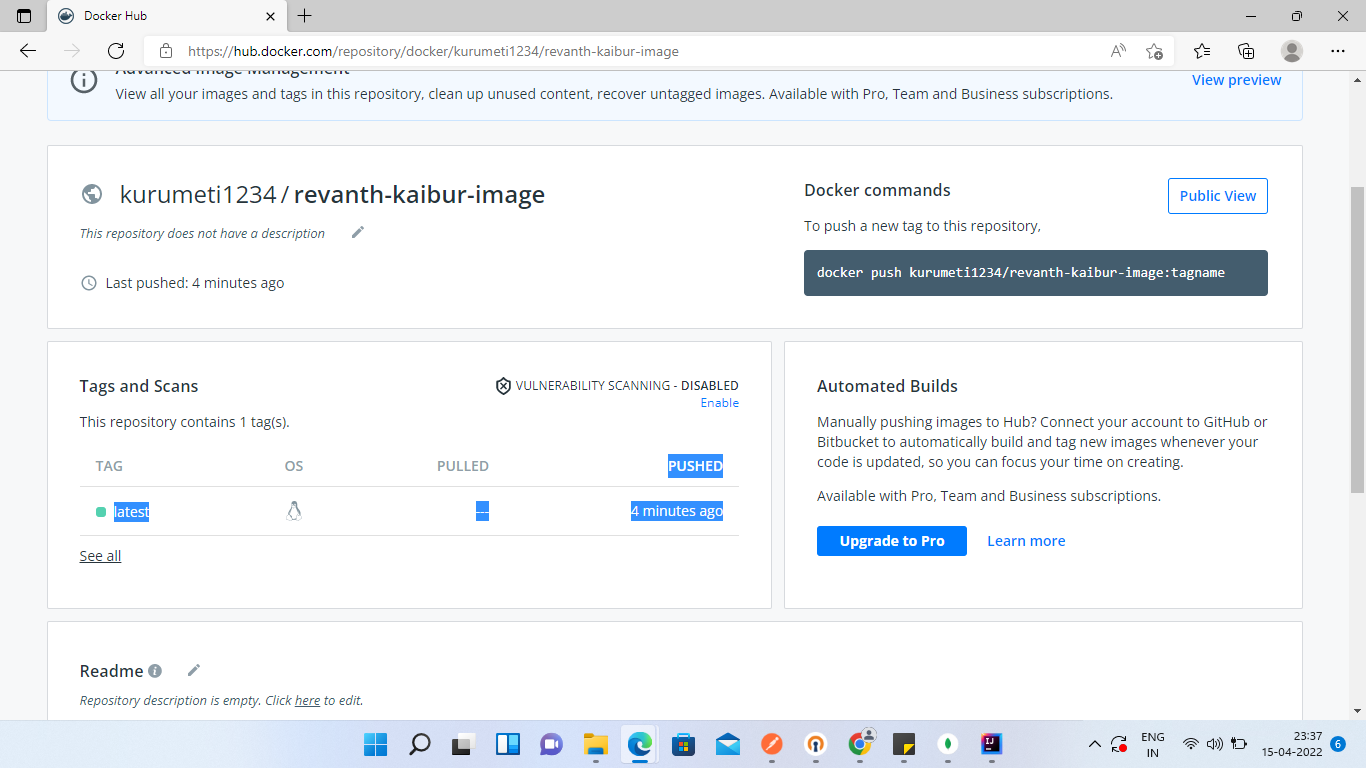 Docker Hub
https://hub.docker.com/repository/docker/kurumeti1234/revanth-kaibur-image
Advanced Image Management
View all your images and tags in this repository, clean up unused content, recover untagged images. Available with Pro, Team and Business subscriptions.
View preview
kurumeti1234 / revanth-kaibur-image
This repository does not have a description
Last pushed: 4 minutes ago
Docker commands
Public View
To push a new tag to this repository,
docker push kurumeti1234/revanth-kaibur-image:tagname
Tags and Scans
VULNERABILITY SCANNING - DISABLED
Enable
This repository contains 1 tag(s).
TAG OS PULLED PUSHED
latest --- 4 minutes ago
See all
Automated Builds
Manually pushing images to Hub? Connect your account to GitHub or
Bitbucket to automatically build and tag new images whenever your
code is updated, so you can focus your time on creating.
Available with Pro, Team and Business subscriptions.
Upgrade to Pro Learn more
Readme
Repository description is empty. Click here to edit.
ENG
IN
23:37
15-04-2022
6